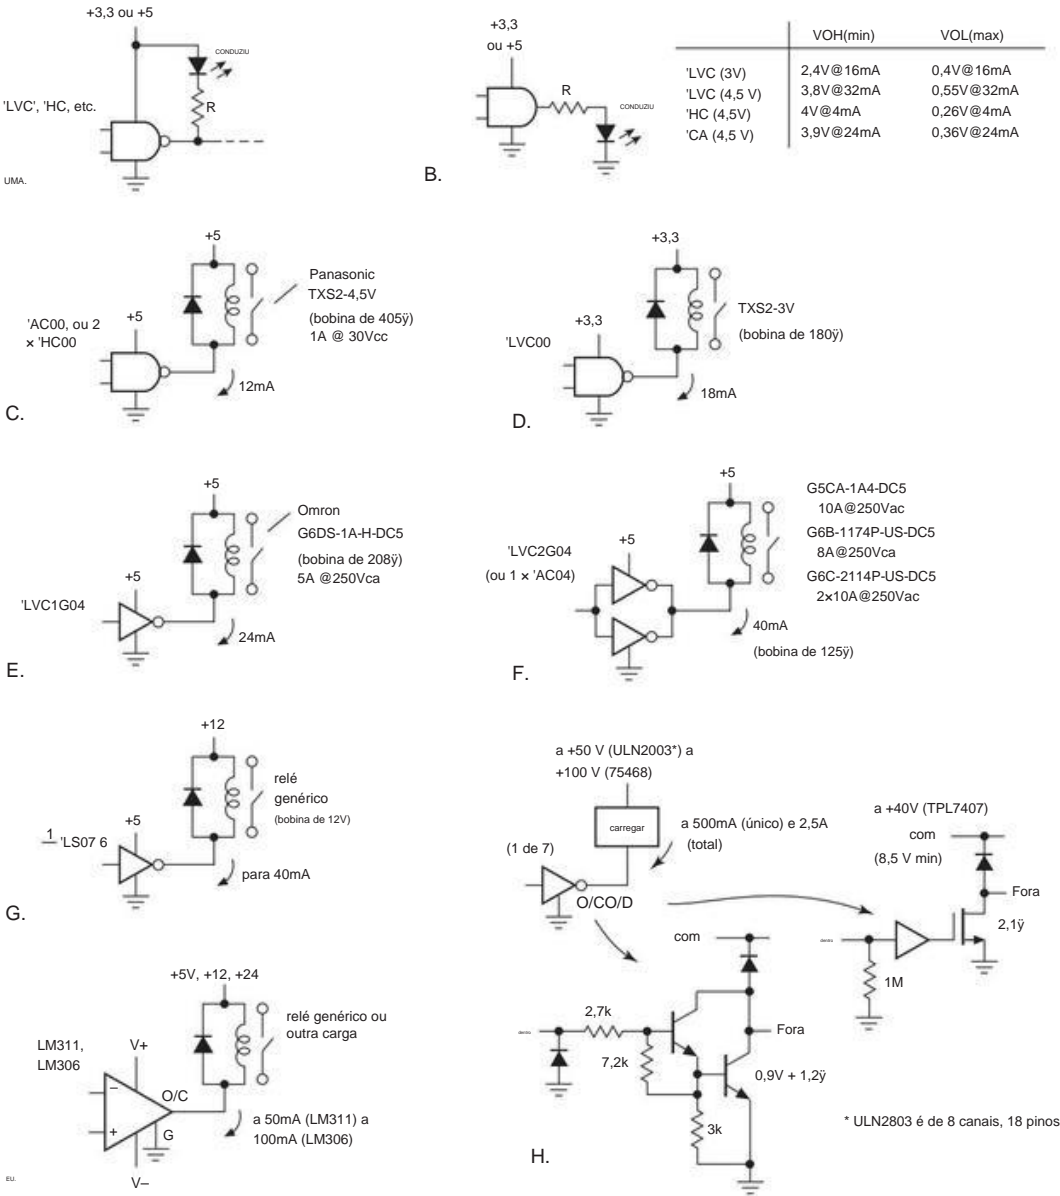 +3,3 ou +5
CONDUZIU
R
'LVC', 'HC, etc.
UMA.
+3,3
ou +5
R
CONDUZIU
B.
VOH(min) VOL(max)
'LVC (3V) 2,4V@16mA 0,4V@16mA
'LVC (4,5 V) 3,8V@32mA 0,55V@32mA
'HC (4,5V) 4V@4mA 0,26V@4mA
'CA (4,5 V) 3,9V@24mA 0,36V@24mA
+5
Panasonic
TXS2-4,5V
(bobina de 405ÿ)
1A @ 30Vcc
'AC00, ou 2
× 'HC00
+5
12mA
C.
+3,3
TXS2-3V
(bobina de 180ÿ)
+3,3
'LVC00
18mA
D.
+5
Omron
G6DS-1A-H-DC5
(bobina de 208ÿ)
5A @250Vca
+5
'LVC1G04
24mA
E.
+5
G5CA-1A4-DC5
10A@250Vac
G6B-1174P-US-DC5
8A@250Vca
G6C-2114P-US-DC5
2×10A@250Vac
'LVC2G04
(ou 1 × 'AC04)
+5
40mA
(bobina de 125ÿ)
F.
+12
relé
genérico
(bobina de 12V)
+5
1
'LS07 6
para 40mA
G.
a +50 V (ULN2003*) a
+100 V (75468)
carregar
a 500mA (único) e 2,5A
(total)
(1 de 7)
O/CO/D
a +40V (TPL7407)
com
(8,5 V min)
Fora
2,1ÿ
dentro
1M
com
2,7k
dentro
7,2k
Fora
0,9V + 1,2ÿ
3k
* ULN2803 é de 8 canais, 18 pinos
H.
+5V, +12, +24
relé genérico ou
outra carga
LM311,
LM306
V+
–
+
O/C
G
V–
a 50mA (LM311) a
100mA (LM306)
EU.